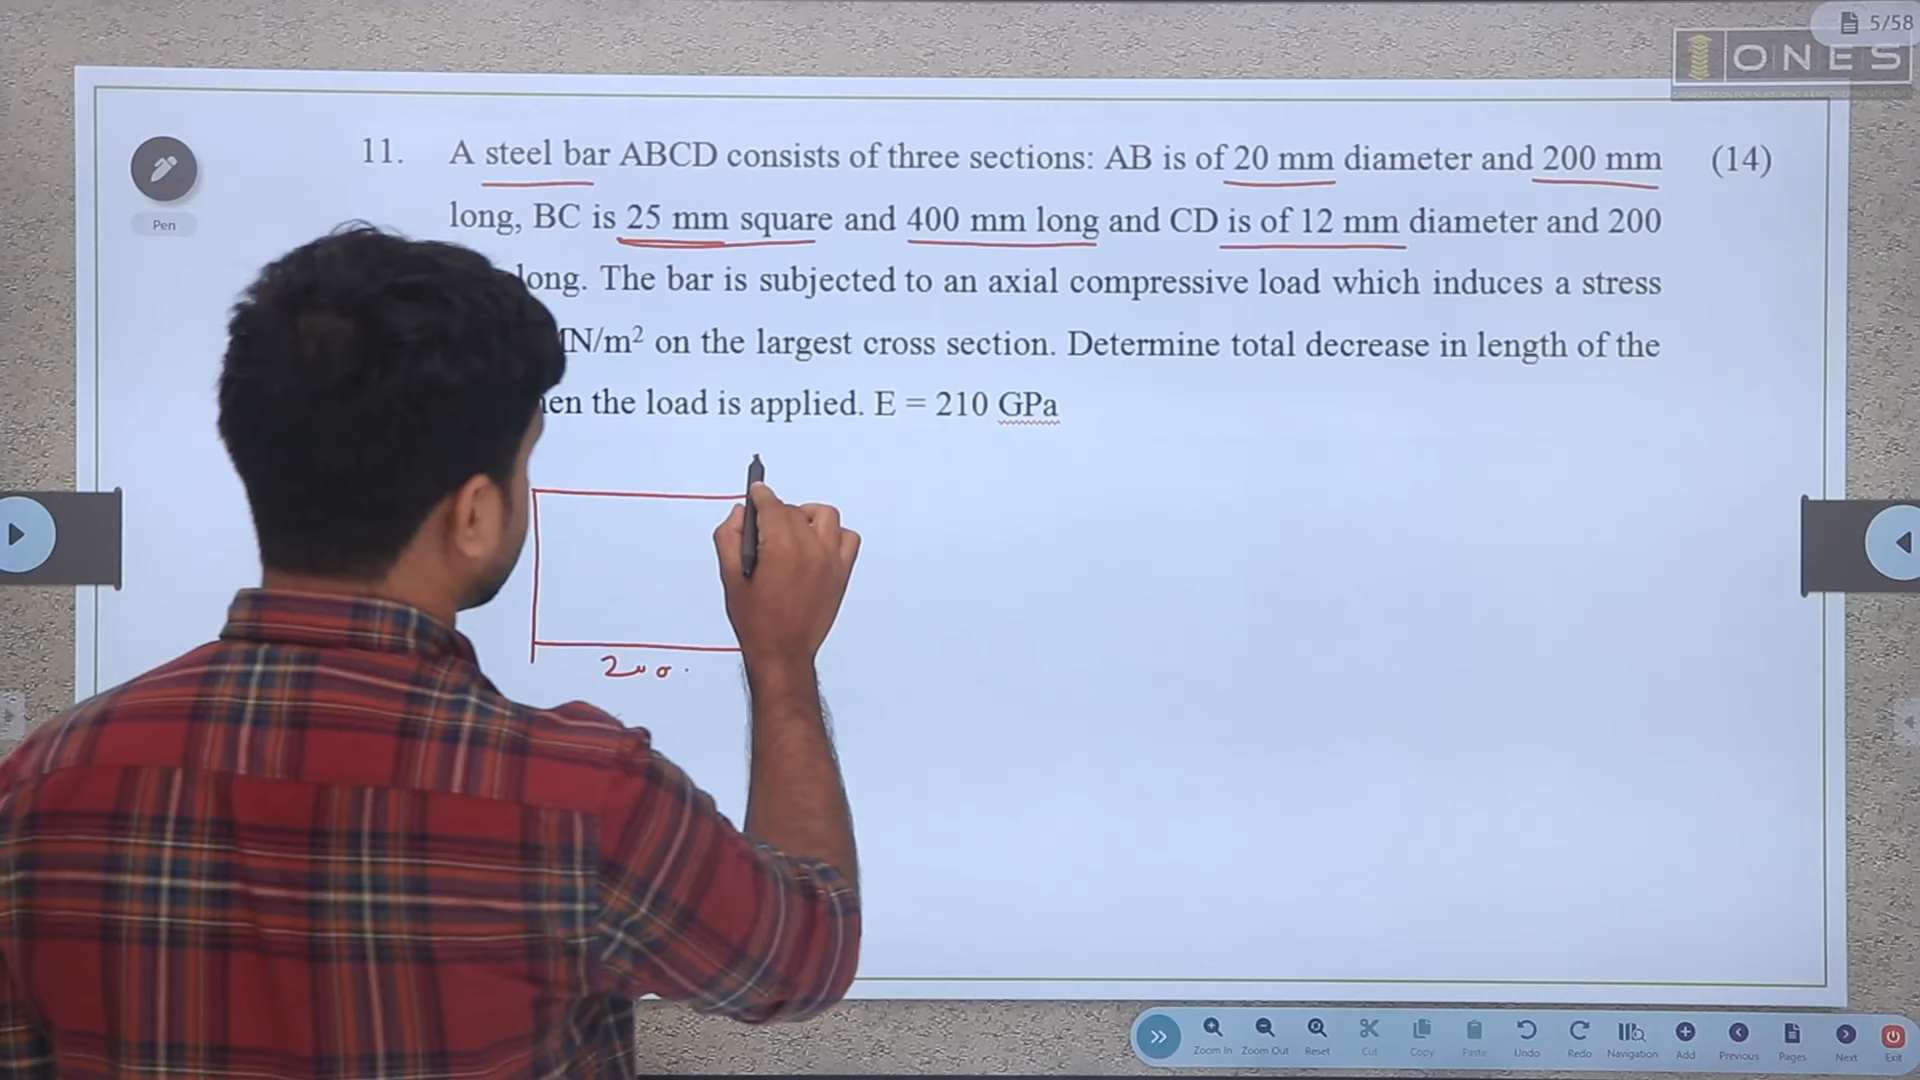 5/58
ONES
Pen
11. A steel bar ABCD consists of three sections: AB is of 20 mm diameter and 200 mm (14)
long, BC is 25 mm square and 400 mm long and CD is of 12 mm diameter and 200
long. The bar is subjected to an axial compressive load which induces a stress
N/m² on the largest cross section. Determine total decrease in length of the
the load is applied. E = 210 GPa
200
Zoom In Zoom Out Reset Cut Copy Paste Undo Redo Navigation Add Previous Pages Next Exit